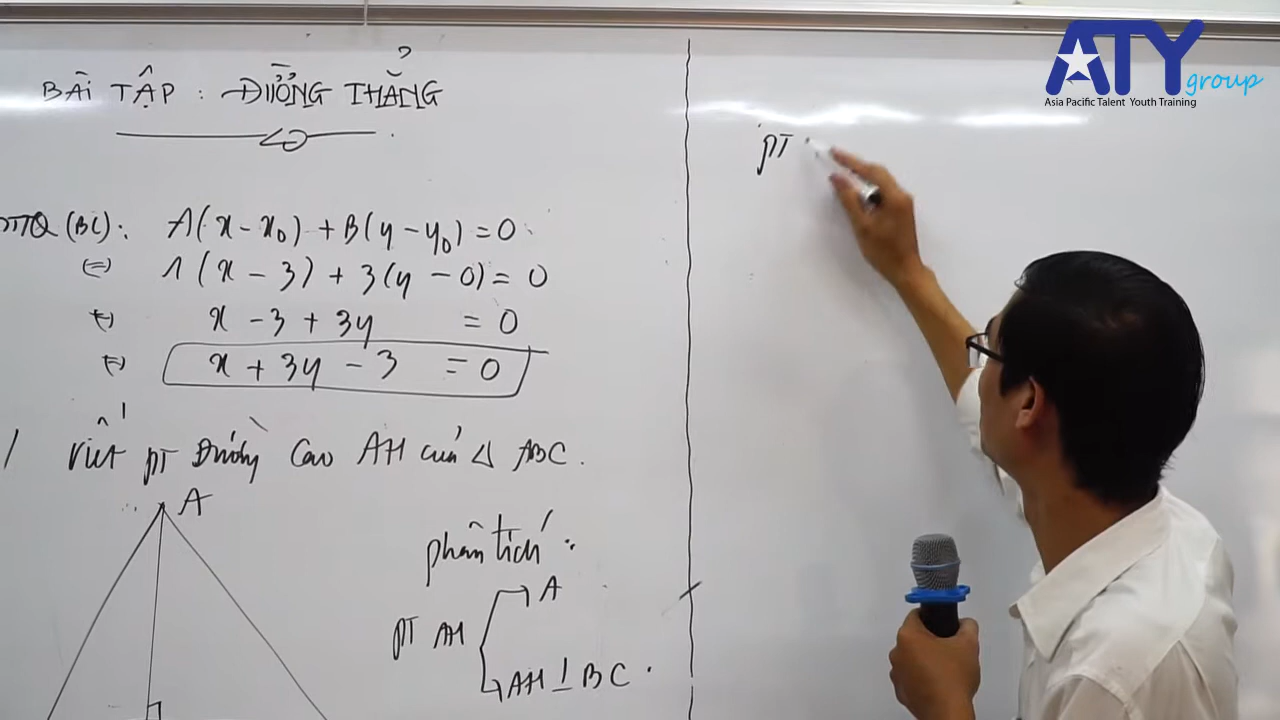 BÀI TẬP : ĐƯỜNG THẲNG
(BC): A(x - x₀) + B(y - y₀) = 0
(=) 1(x - 3) + 3(y - 0) = 0
(=) x - 3 + 3y = 0
(=) x + 3y - 3 = 0
/ Viết pt Đường Cao AH của Δ ABC.
A
phân tích :
A
PT AH
AH ⊥ BC .
PT
ATY group
Asia Pacific Talent Youth Training